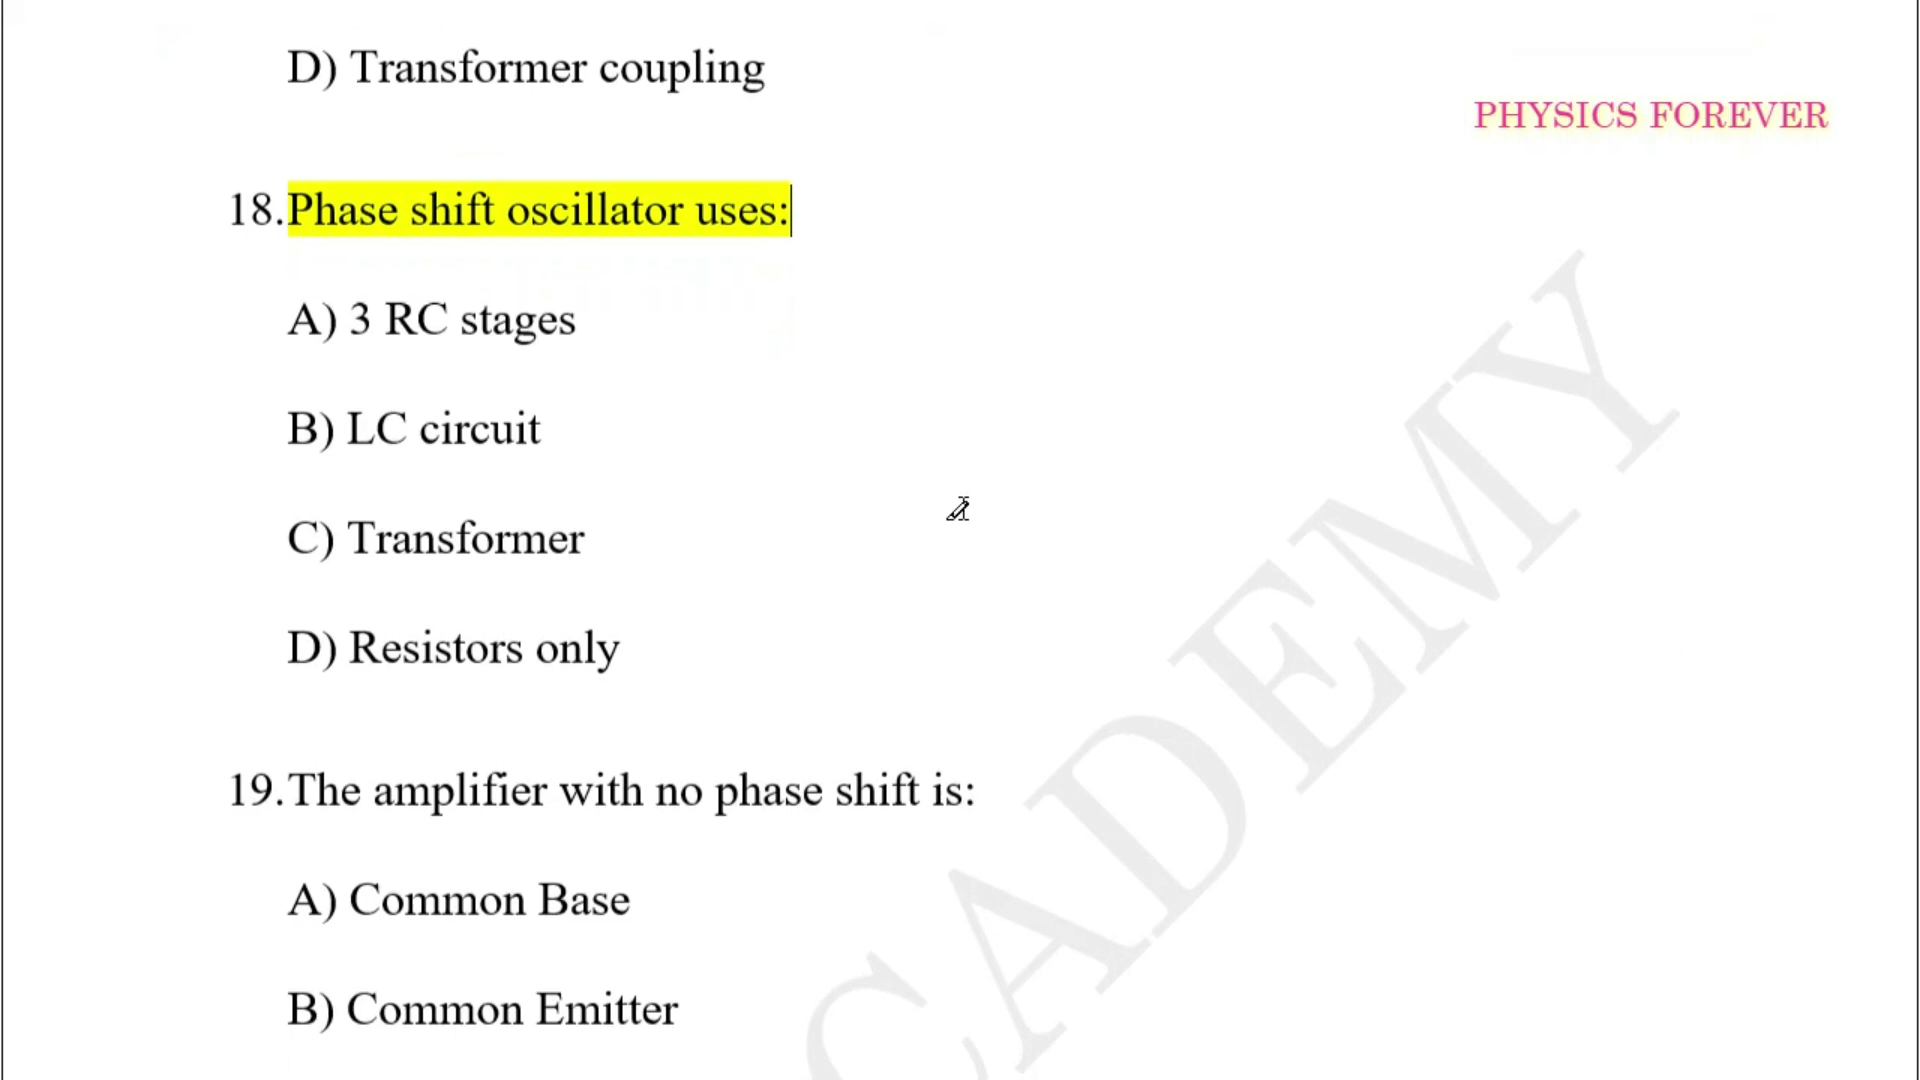 D) Transformer coupling
PHYSICS FOREVER
18.Phase shift oscillator uses:
A) 3 RC stages
B) LC circuit
C) Transformer
D) Resistors only
19.The amplifier with no phase shift is:
A) Common Base
B) Common Emitter
CADEMY